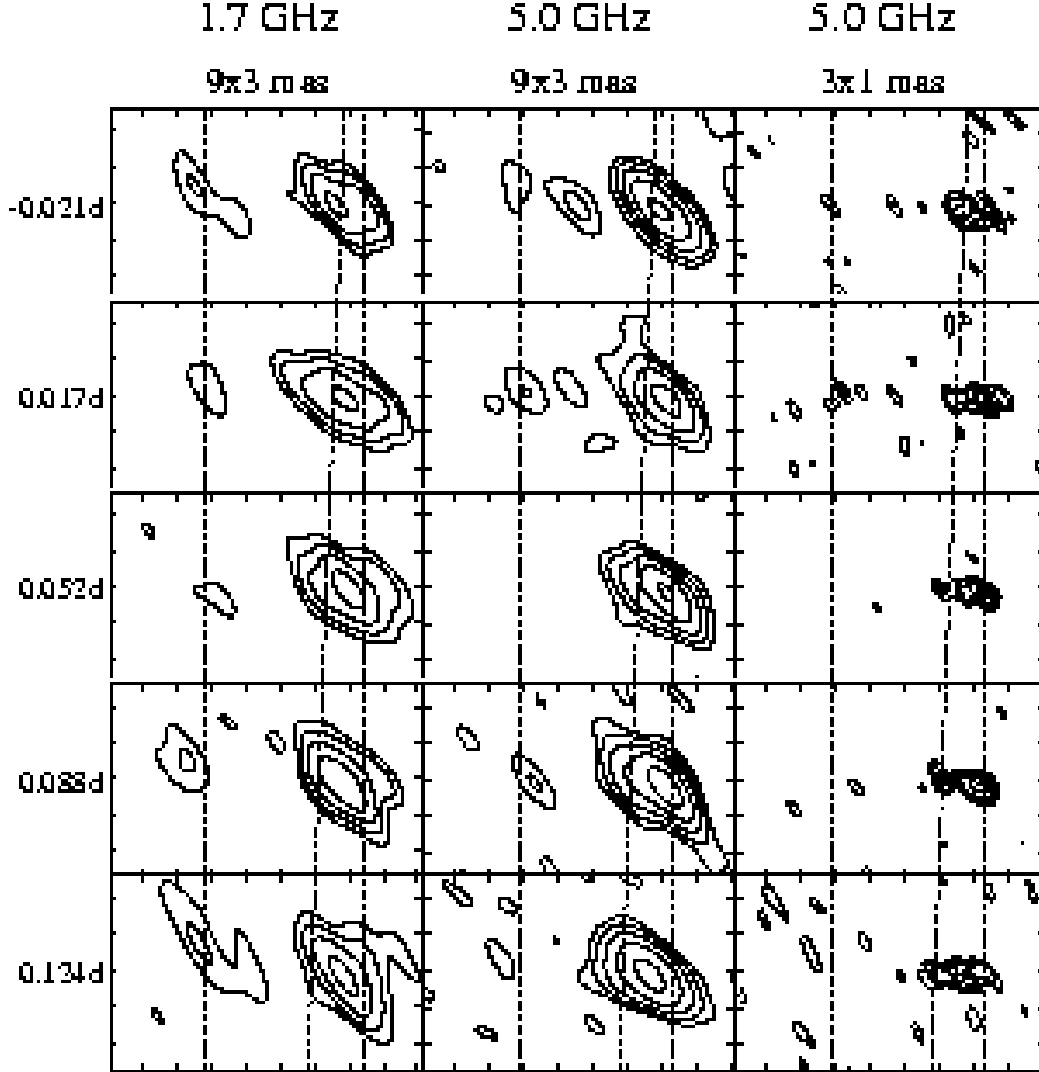 1.7 GHz 5.0 GHz 5.0 GHz
9x3 mas 9x3 mas 3x1 mas
-0.021d
0.017d
0.052d
0.088d
0.124d